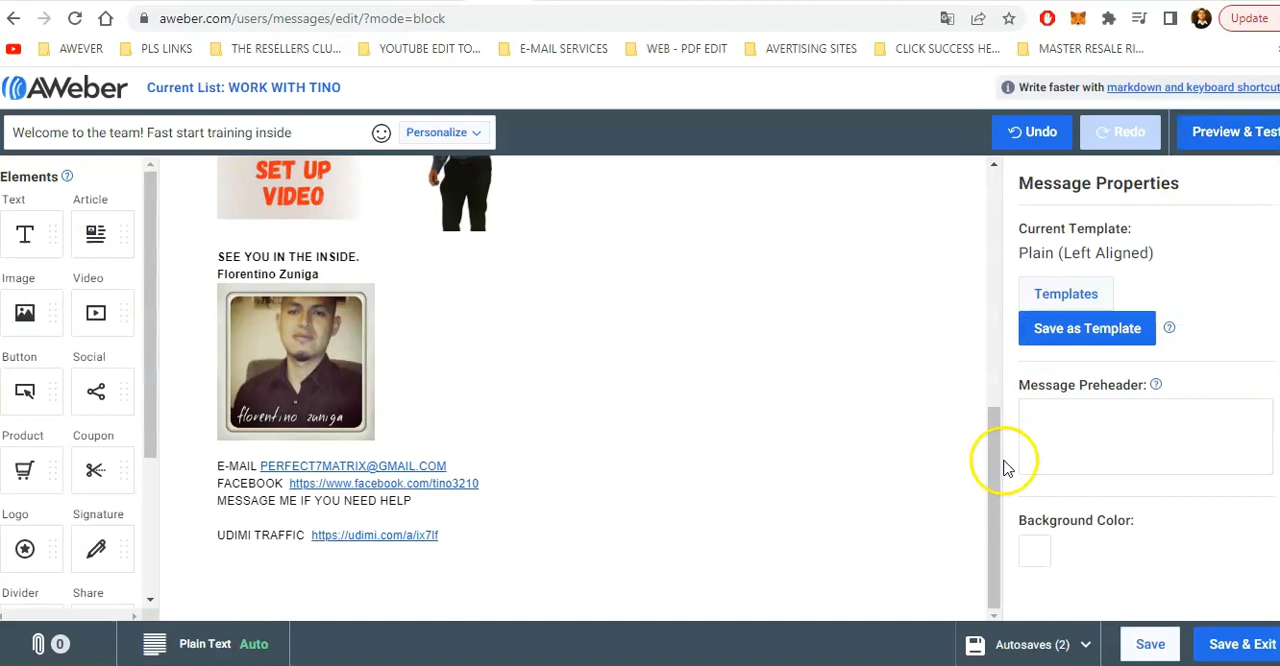 aweber.com/users/messages/edit/?mode=block
Update
AWEVER
PLS LINKS
THE RESELLERS CLU...
YOUTUBE EDIT TO...
E-MAIL SERVICES
WEB - PDF EDIT
AVERTISING SITES
CLICK SUCCESS HE...
MASTER RESALE RI...
AWeber
Current List: WORK WITH TINO
Write faster with markdown and keyboard shortcut
Welcome to the team! Fast start training inside
Personalize
Undo
Redo
Preview & Test
Elements
Text
Article
Image
Video
Button
Social
Product
Coupon
Logo
Signature
Divider
Share
SET UP
VIDEO
SEE YOU IN THE INSIDE.
Florentino Zuniga
florentino zuniga
E-MAIL PERFECT7MATRIX@GMAIL.COM
FACEBOOK https://www.facebook.com/tino3210
MESSAGE ME IF YOU NEED HELP
UDIMI TRAFFIC https://udimi.com/a/ix7lf
Message Properties
Current Template:
Plain (Left Aligned)
Templates
Save as Template
Message Preheader:
Background Color:
0
Plain Text Auto
Autosaves (2)
Save
Save & Exit